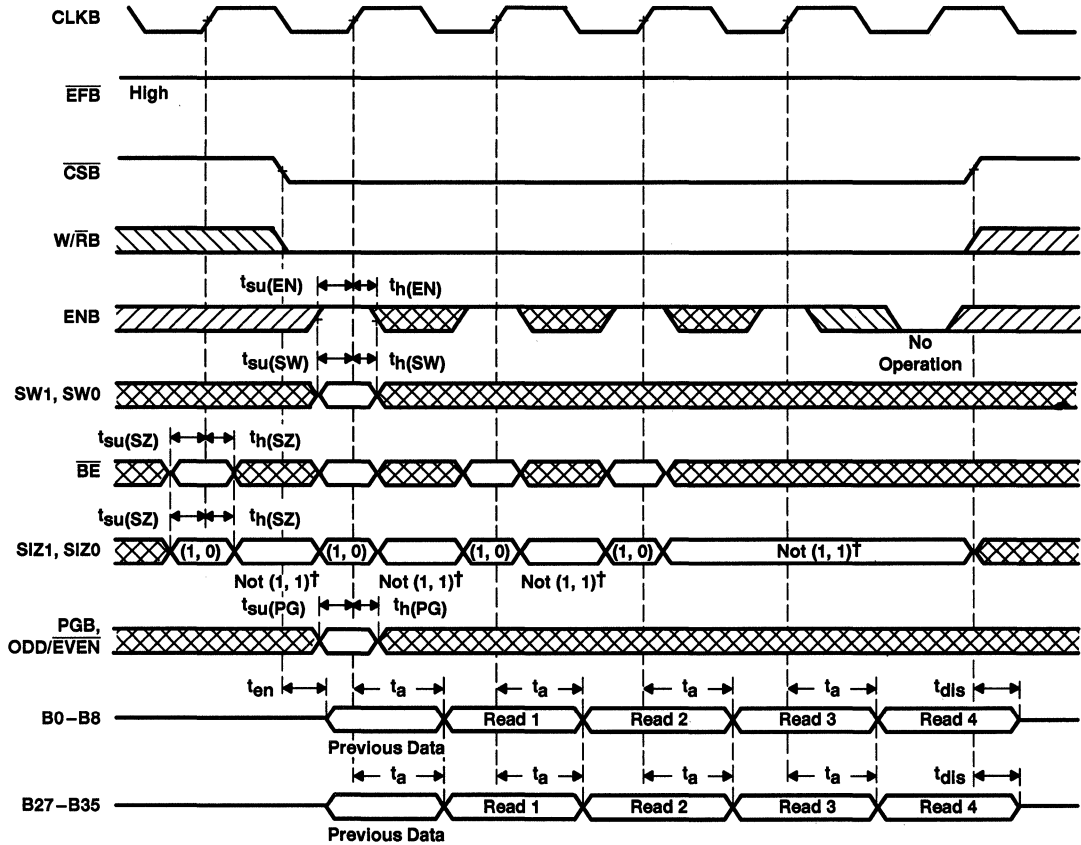 CLKB
EFB
High
CSB
W/RB
tsu(EN) th(EN)
ENB
No
Operation
tsu(SW) th(SW)
SW1, SW0
tsu(SZ) th(SZ)
BE
tsu(SZ) th(SZ)
SIZ1, SIZ0
(1, 0) (1, 0) (1, 0) (1, 0) Not (1, 1)†
Not (1, 1)† Not (1, 1)† Not (1, 1)†
tsu(PG) th(PG)
PGB,
ODD/EVEN
ten ta ta ta ta tdis
B0–B8
Read 1 Read 2 Read 3 Read 4
Previous Data
ta ta ta ta tdis
B27–B35
Read 1 Read 2 Read 3 Read 4
Previous Data